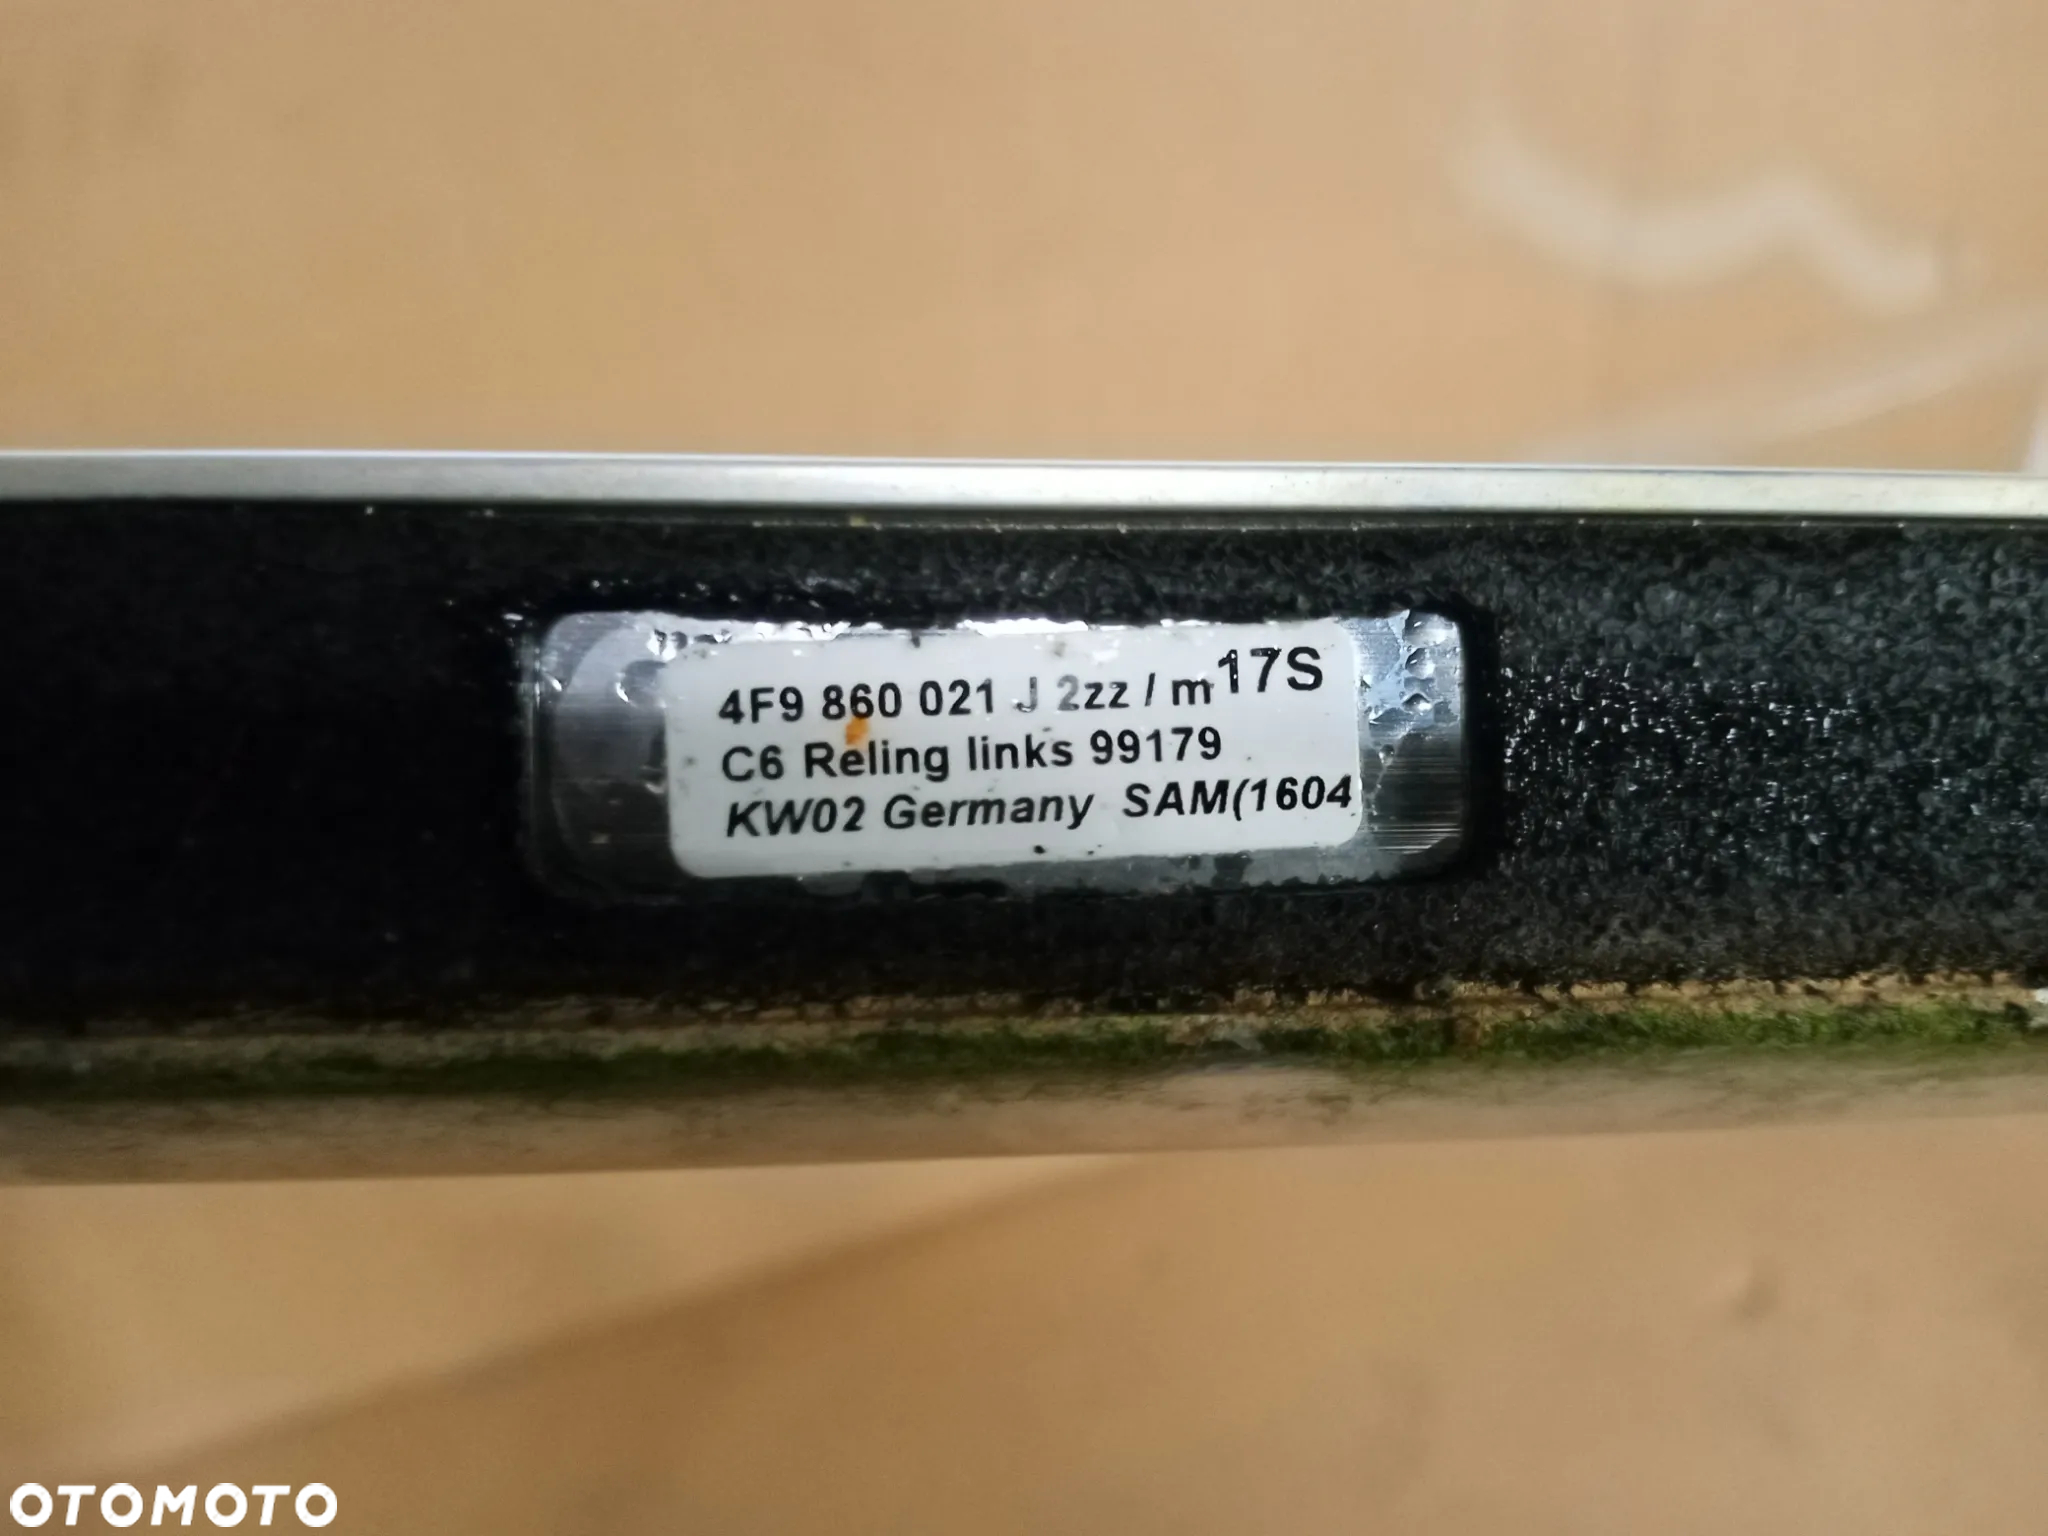 4F9 860 021 J 2zz / m 17S
C6 Reling links 99179
KW02 Germany SAM(1604
OTOMOTO